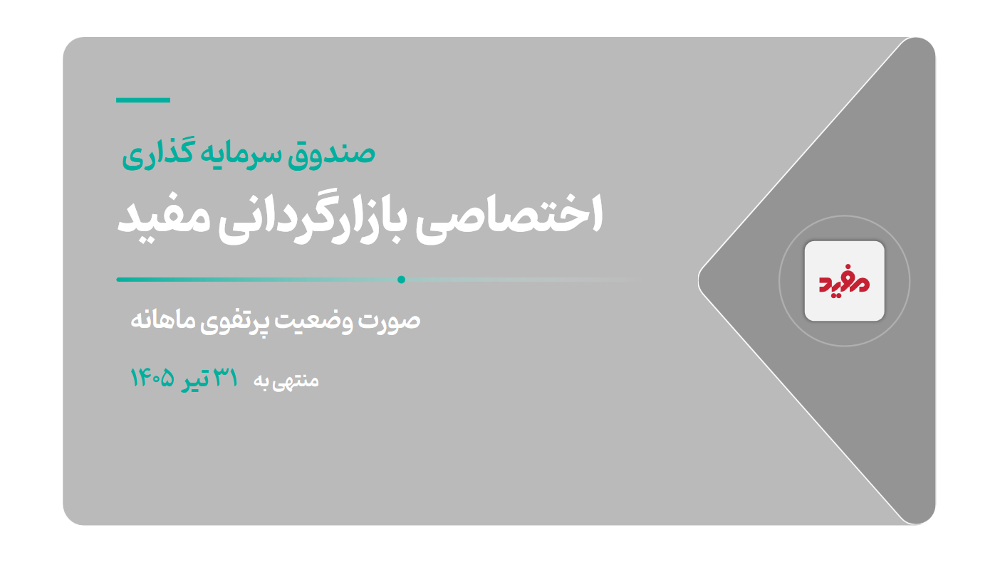 صندوق سرمایه گذاری
اختصاصی بازارگردانی مفید
صورت وضعیت پرتفوی ماهانه
منتهی به ۳۱ تیر ۱۴۰۵
مفید